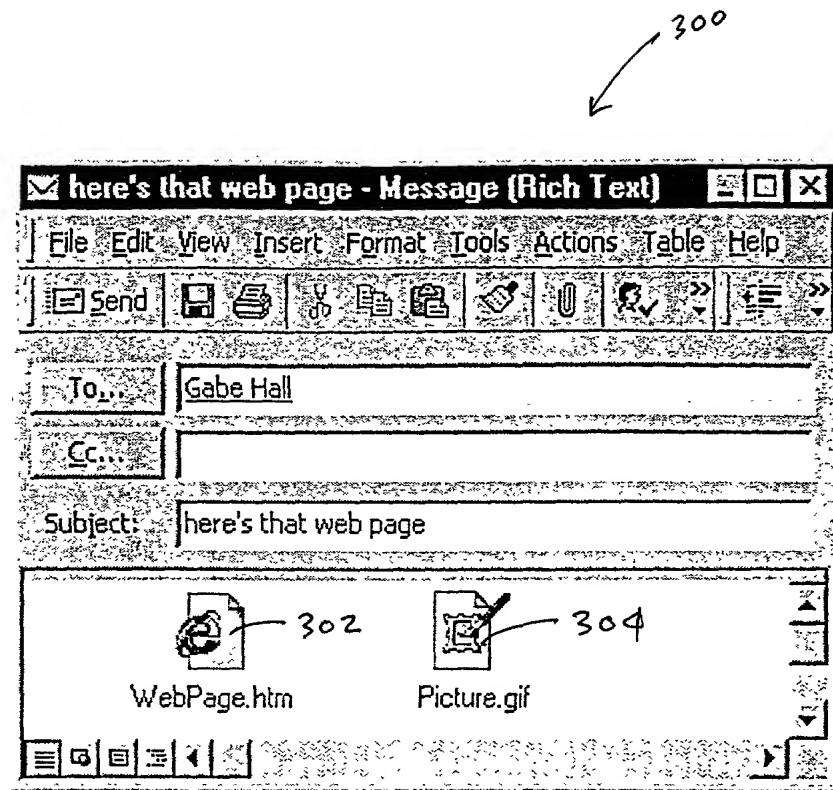 300
here's that web page - Message (Rich Text)
File Edit View Insert Format Tools Actions Table Help
Send
To...
Gabe Hall
Cc...
Subject:
here's that web page
302
304
WebPage.htm
Picture.gif